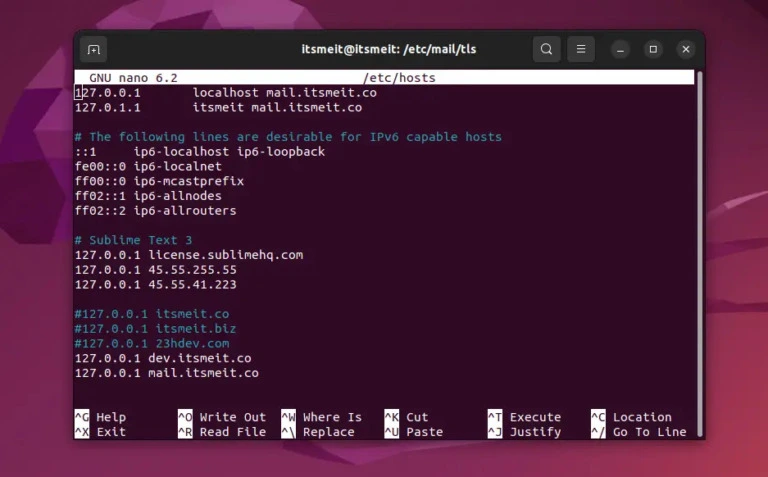 itsmeit@itsmeit: /etc/mail/tls
GNU nano 6.2 /etc/hosts
127.0.0.1 localhost mail.itsmeit.co
127.0.1.1 itsmeit mail.itsmeit.co
# The following lines are desirable for IPv6 capable hosts
::1 ip6-localhost ip6-loopback
fe00::0 ip6-localnet
ff00::0 ip6-mcastprefix
ff02::1 ip6-allnodes
ff02::2 ip6-allrouters
# Sublime Text 3
127.0.0.1 license.sublimehq.com
127.0.0.1 45.55.255.55
127.0.0.1 45.55.41.223
#127.0.0.1 itsmeit.co
#127.0.0.1 itsmeit.biz
#127.0.0.1 23hdev.com
127.0.0.1 dev.itsmeit.co
127.0.0.1 mail.itsmeit.co
^G Help ^O Write Out ^W Where Is ^K Cut ^T Execute ^C Location
^X Exit ^R Read File ^\ Replace ^U Paste ^J Justify ^/ Go To Line